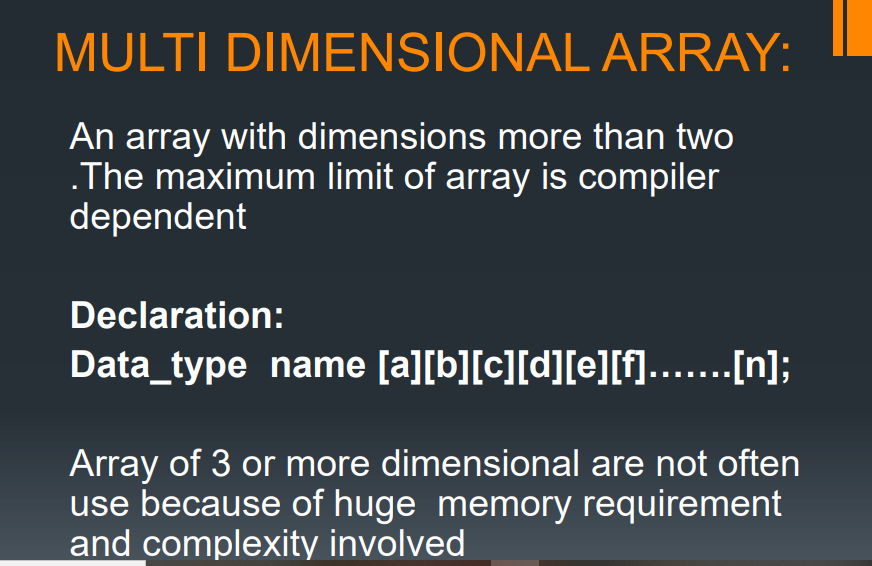 MULTI DIMENSIONAL ARRAY:
An array with dimensions more than two
.The maximum limit of array is compiler
dependent
Declaration:
Data_type  name [a][b][c][d][e][f].......[n];
Array of 3 or more dimensional are not often
use because of huge  memory requirement
and complexity involved